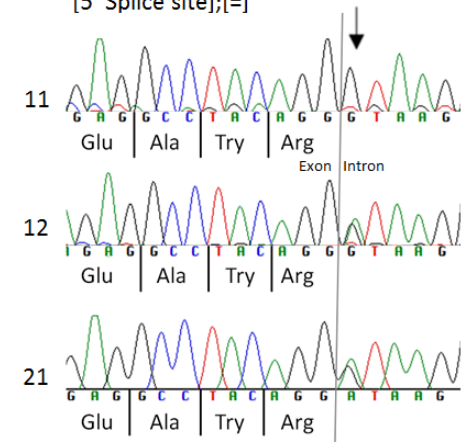 [5' Splice site];[=]
11
G A G G C C T A C A G G G T A A G
Glu Ala Try Arg
Exon Intron
12
G A G G C C T A C A G G G T A A G
Glu Ala Try Arg
21
G A G G C C T A C A G G A T A A G
Glu Ala Try Arg